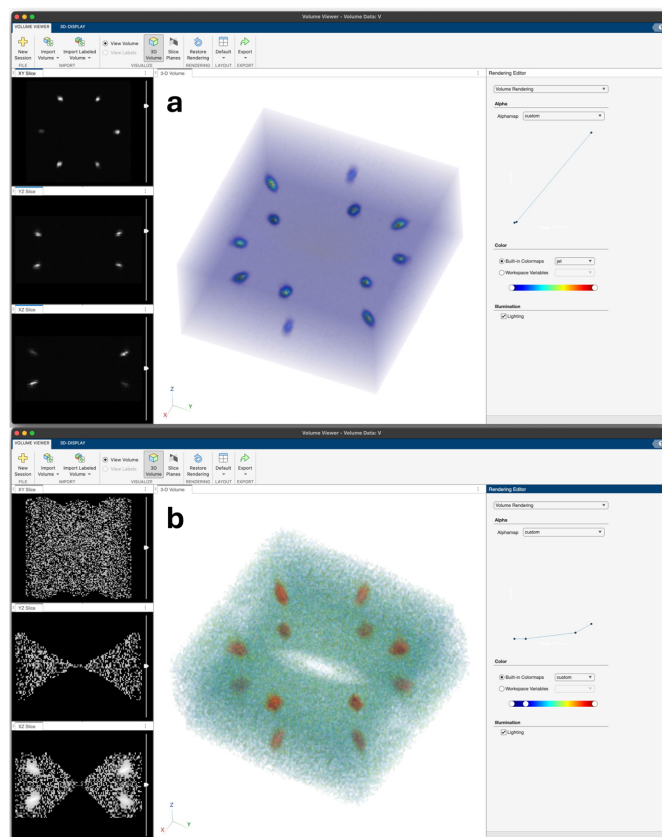 Volume Viewer - Volume Data: V
VOLUME VIEWER 3D-DISPLAY
New Session
Import Volume
Import Labeled Volume
View Volume
View Labels
3D Volume
Slice Planes
Restore Rendering
Default
Export
FILE IMPORT VISUALIZE RENDERING LAYOUT EXPORT
XY Slice
YZ Slice
XZ Slice
3-D Volume
a
Z
X Y
Rendering Editor
Volume Rendering
Alpha
Alphamap custom
Color
Built-in Colormaps jet
Workspace Variables
Illumination
Lighting
Volume Viewer - Volume Data: V
VOLUME VIEWER 3D-DISPLAY
New Session
Import Volume
Import Labeled Volume
View Volume
View Labels
3D Volume
Slice Planes
Restore Rendering
Default
Export
FILE IMPORT VISUALIZE RENDERING LAYOUT EXPORT
XY Slice
YZ Slice
XZ Slice
3-D Volume
b
Z
X Y
Rendering Editor
Volume Rendering
Alpha
Alphamap custom
Color
Built-in Colormaps custom
Workspace Variables
Illumination
Lighting